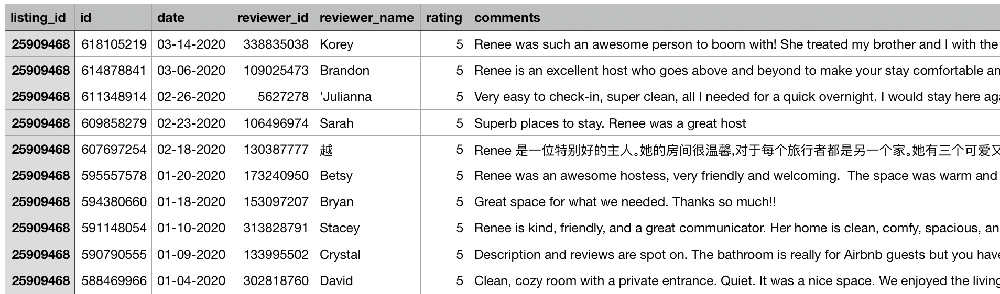 listing_id id date reviewer_id reviewer_name rating comments
25909468 618105219 03-14-2020 338835038 Korey 5 Renee was such an awesome person to boom with! She treated my brother and I with the
25909468 614878841 03-06-2020 109025473 Brandon 5 Renee is an excellent host who goes above and beyond to make your stay comfortable an
25909468 611348914 02-26-2020 5627278 'Julianna 5 Very easy to check-in, super clean, all I needed for a quick overnight. I would stay here aga
25909468 609858279 02-23-2020 106496974 Sarah 5 Superb places to stay. Renee was a great host
25909468 607697254 02-18-2020 130387777 越 5 Renee 是一位特别好的主人。她的房间很温馨,对于每个旅行者都是另一个家。她有三个可爱又
25909468 595557578 01-20-2020 173240950 Betsy 5 Renee was an awesome hostess, very friendly and welcoming.  The space was warm and
25909468 594380660 01-18-2020 153097207 Bryan 5 Great space for what we needed. Thanks so much!!
25909468 591148054 01-10-2020 313828791 Stacey 5 Renee is kind, friendly, and a great communicator. Her home is clean, comfy, spacious, an
25909468 590790555 01-09-2020 133995502 Crystal 5 Description and reviews are spot on. The bathroom is really for Airbnb guests but you have
25909468 588469966 01-04-2020 302818760 David 5 Clean, cozy room with a private entrance. Quiet. It was a nice space. We enjoyed the living